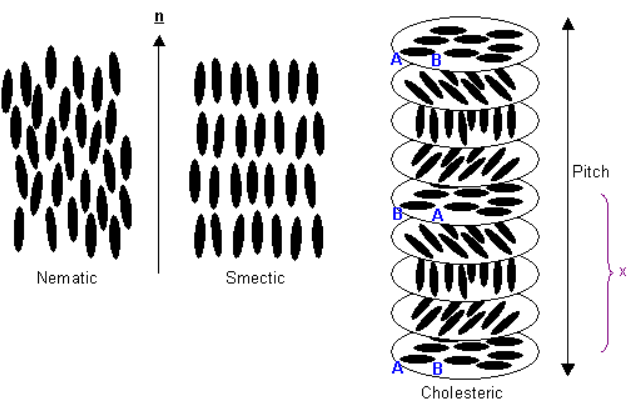 n
A B
Pitch
B A
x
Nematic
Smectic
A B
Cholesteric